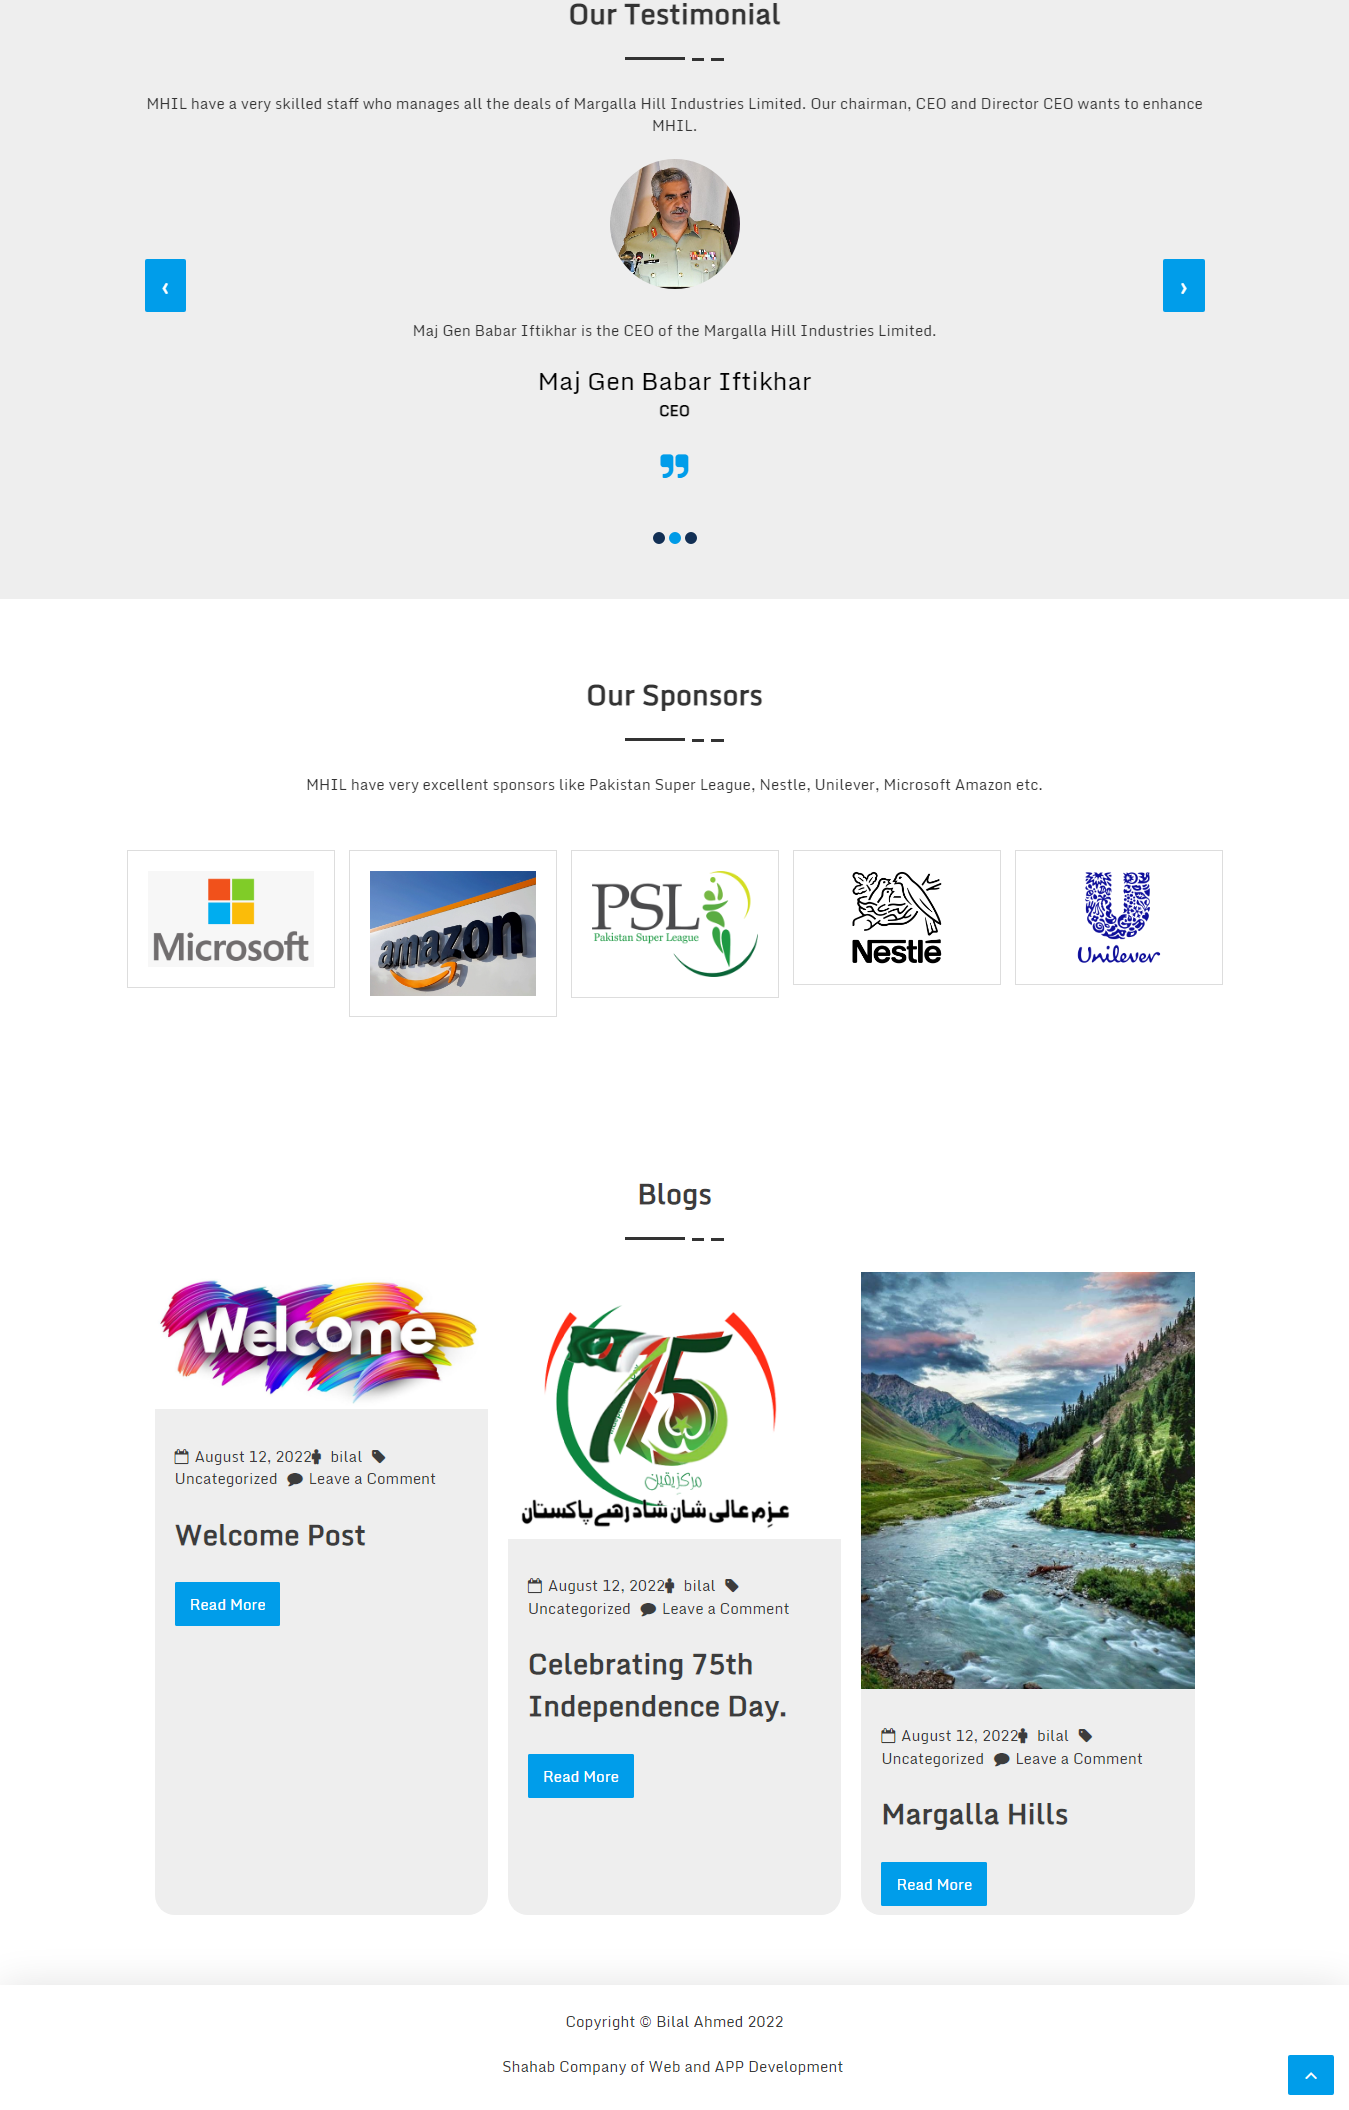 Our Testimonial
MHIL have a very skilled staff who manages all the deals of Margalla Hill Industries Limited. Our chairman, CEO and Director CEO wants to enhance
MHIL.
‹
›
Maj Gen Babar Iftikhar is the CEO of the Margalla Hill Industries Limited.
Maj Gen Babar Iftikhar
CEO
Our Sponsors
MHIL have very excellent sponsors like Pakistan Super League, Nestle, Unilever, Microsoft Amazon etc.
Microsoft
amazon
PSL
Pakistan Super League
Nestlé
Unilever
Blogs
Welcome
August 12, 2022 bilal
Uncategorized Leave a Comment
Welcome Post
Read More
75
مرکزِ یقین
عزمِ عالی شان شاد رھے پاکستان
August 12, 2022 bilal
Uncategorized Leave a Comment
Celebrating 75th
Independence Day.
Read More
August 12, 2022 bilal
Uncategorized Leave a Comment
Margalla Hills
Read More
Copyright © Bilal Ahmed 2022
Shahab Company of Web and APP Development